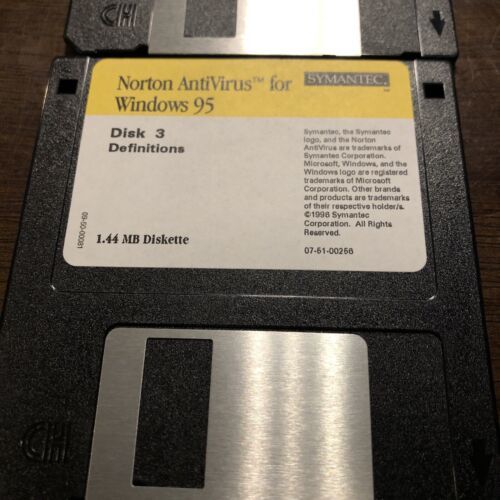 Norton AntiVirus™ for
Windows 95
SYMANTEC.™
Disk 3
Definitions
Symantec, the Symantec
logo, and the Norton
AntiVirus are trademarks of
Symantec Corporation.
Microsoft, Windows, and the
Windows logo are registered
trademarks of Microsoft
Corporation. Other brands
and products are trademarks
of their respective holder/s.
©1996 Symantec
Corporation. All Rights
Reserved.
07-51-00256
1.44 MB Diskette